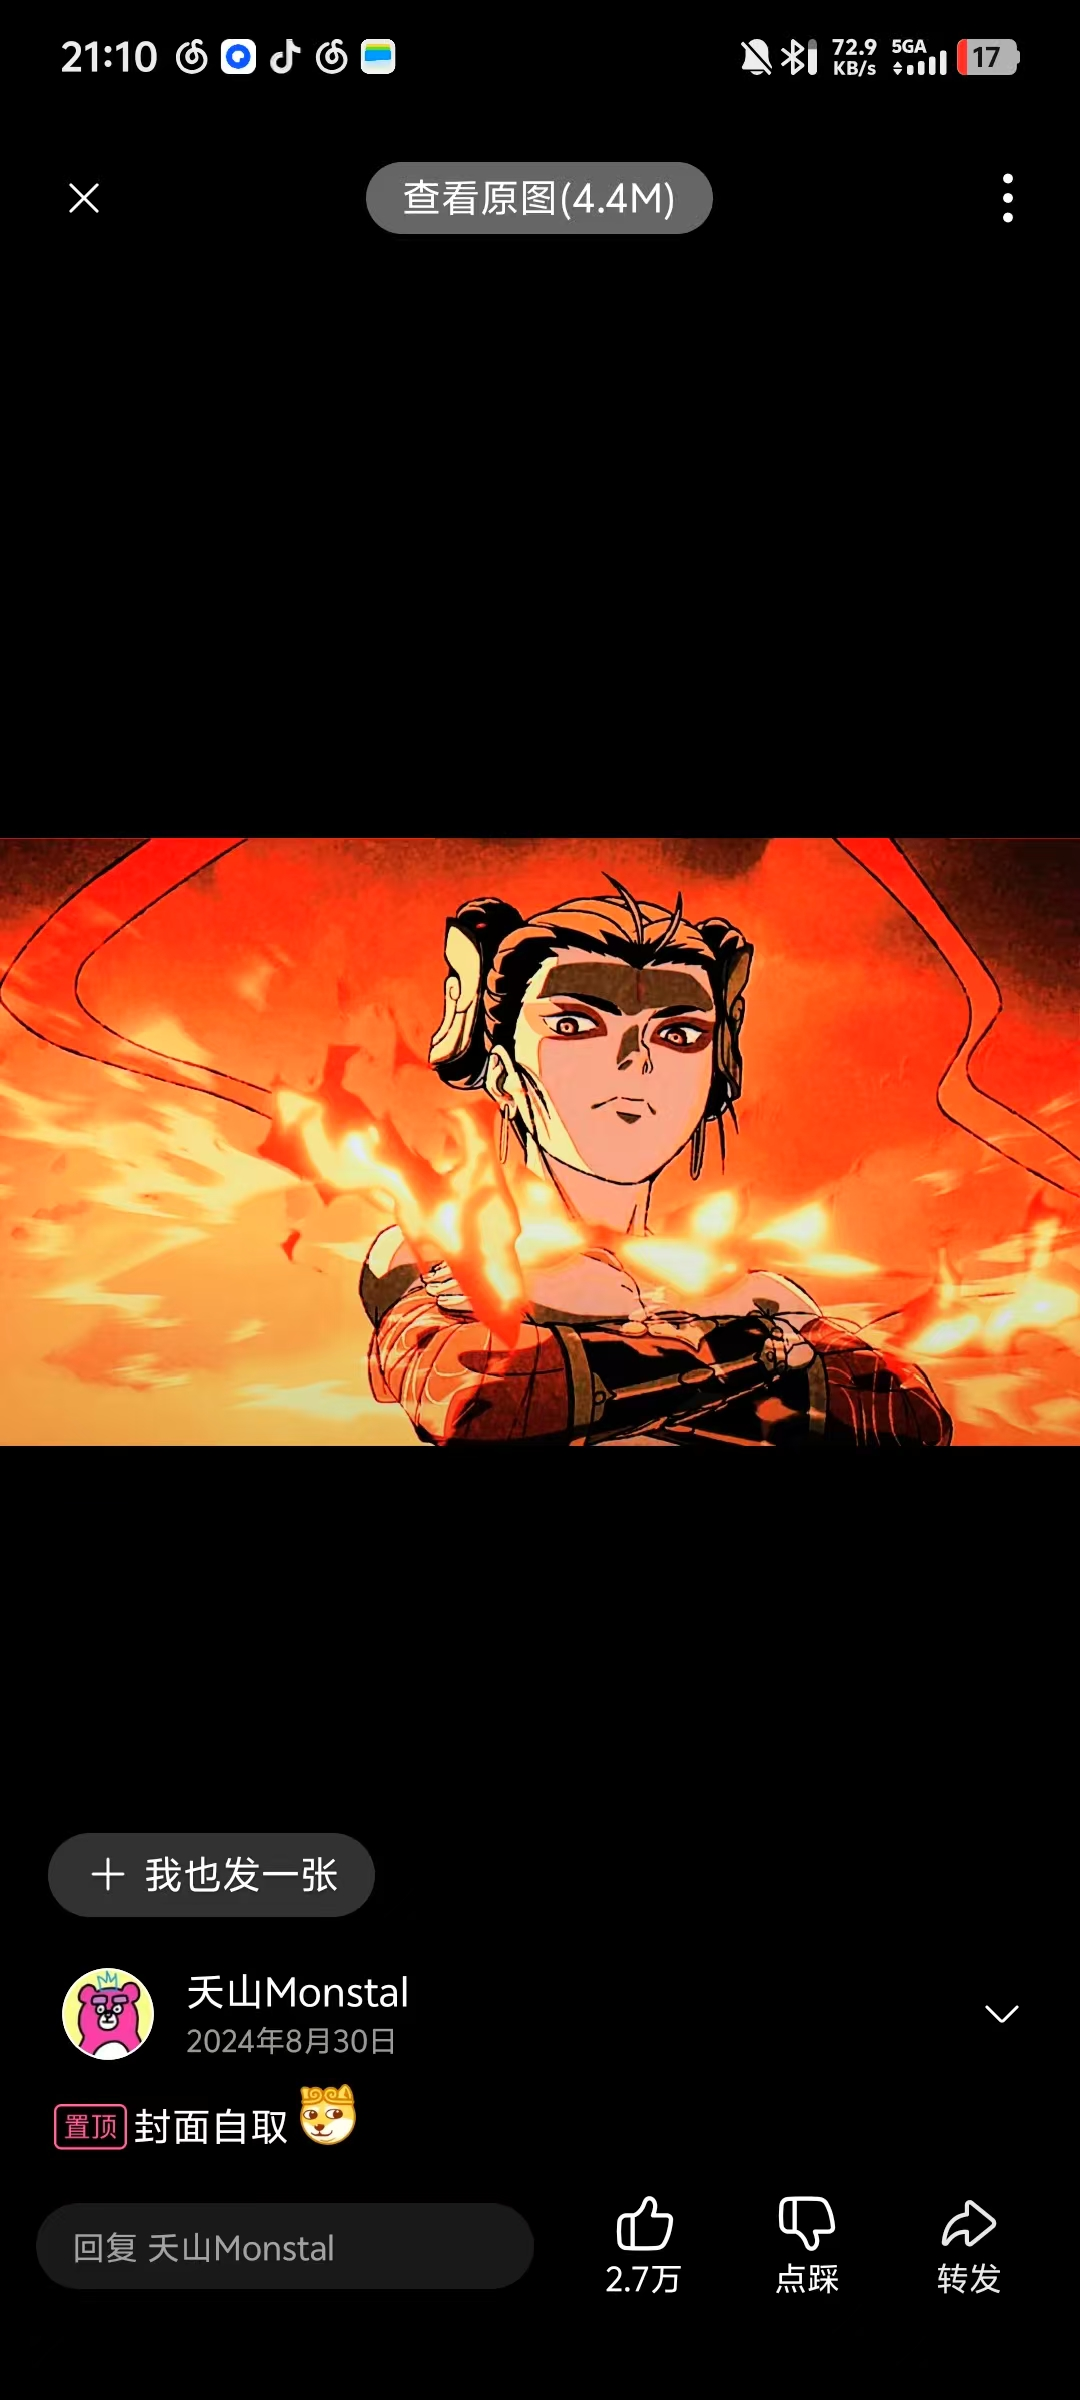 21:10
72.9 KB/s
5GA
17
查看原图(4.4M)
我也发一张
天山Monstal
2024年8月30日
置顶 封面自取
回复 天山Monstal
2.7万
点踩
转发